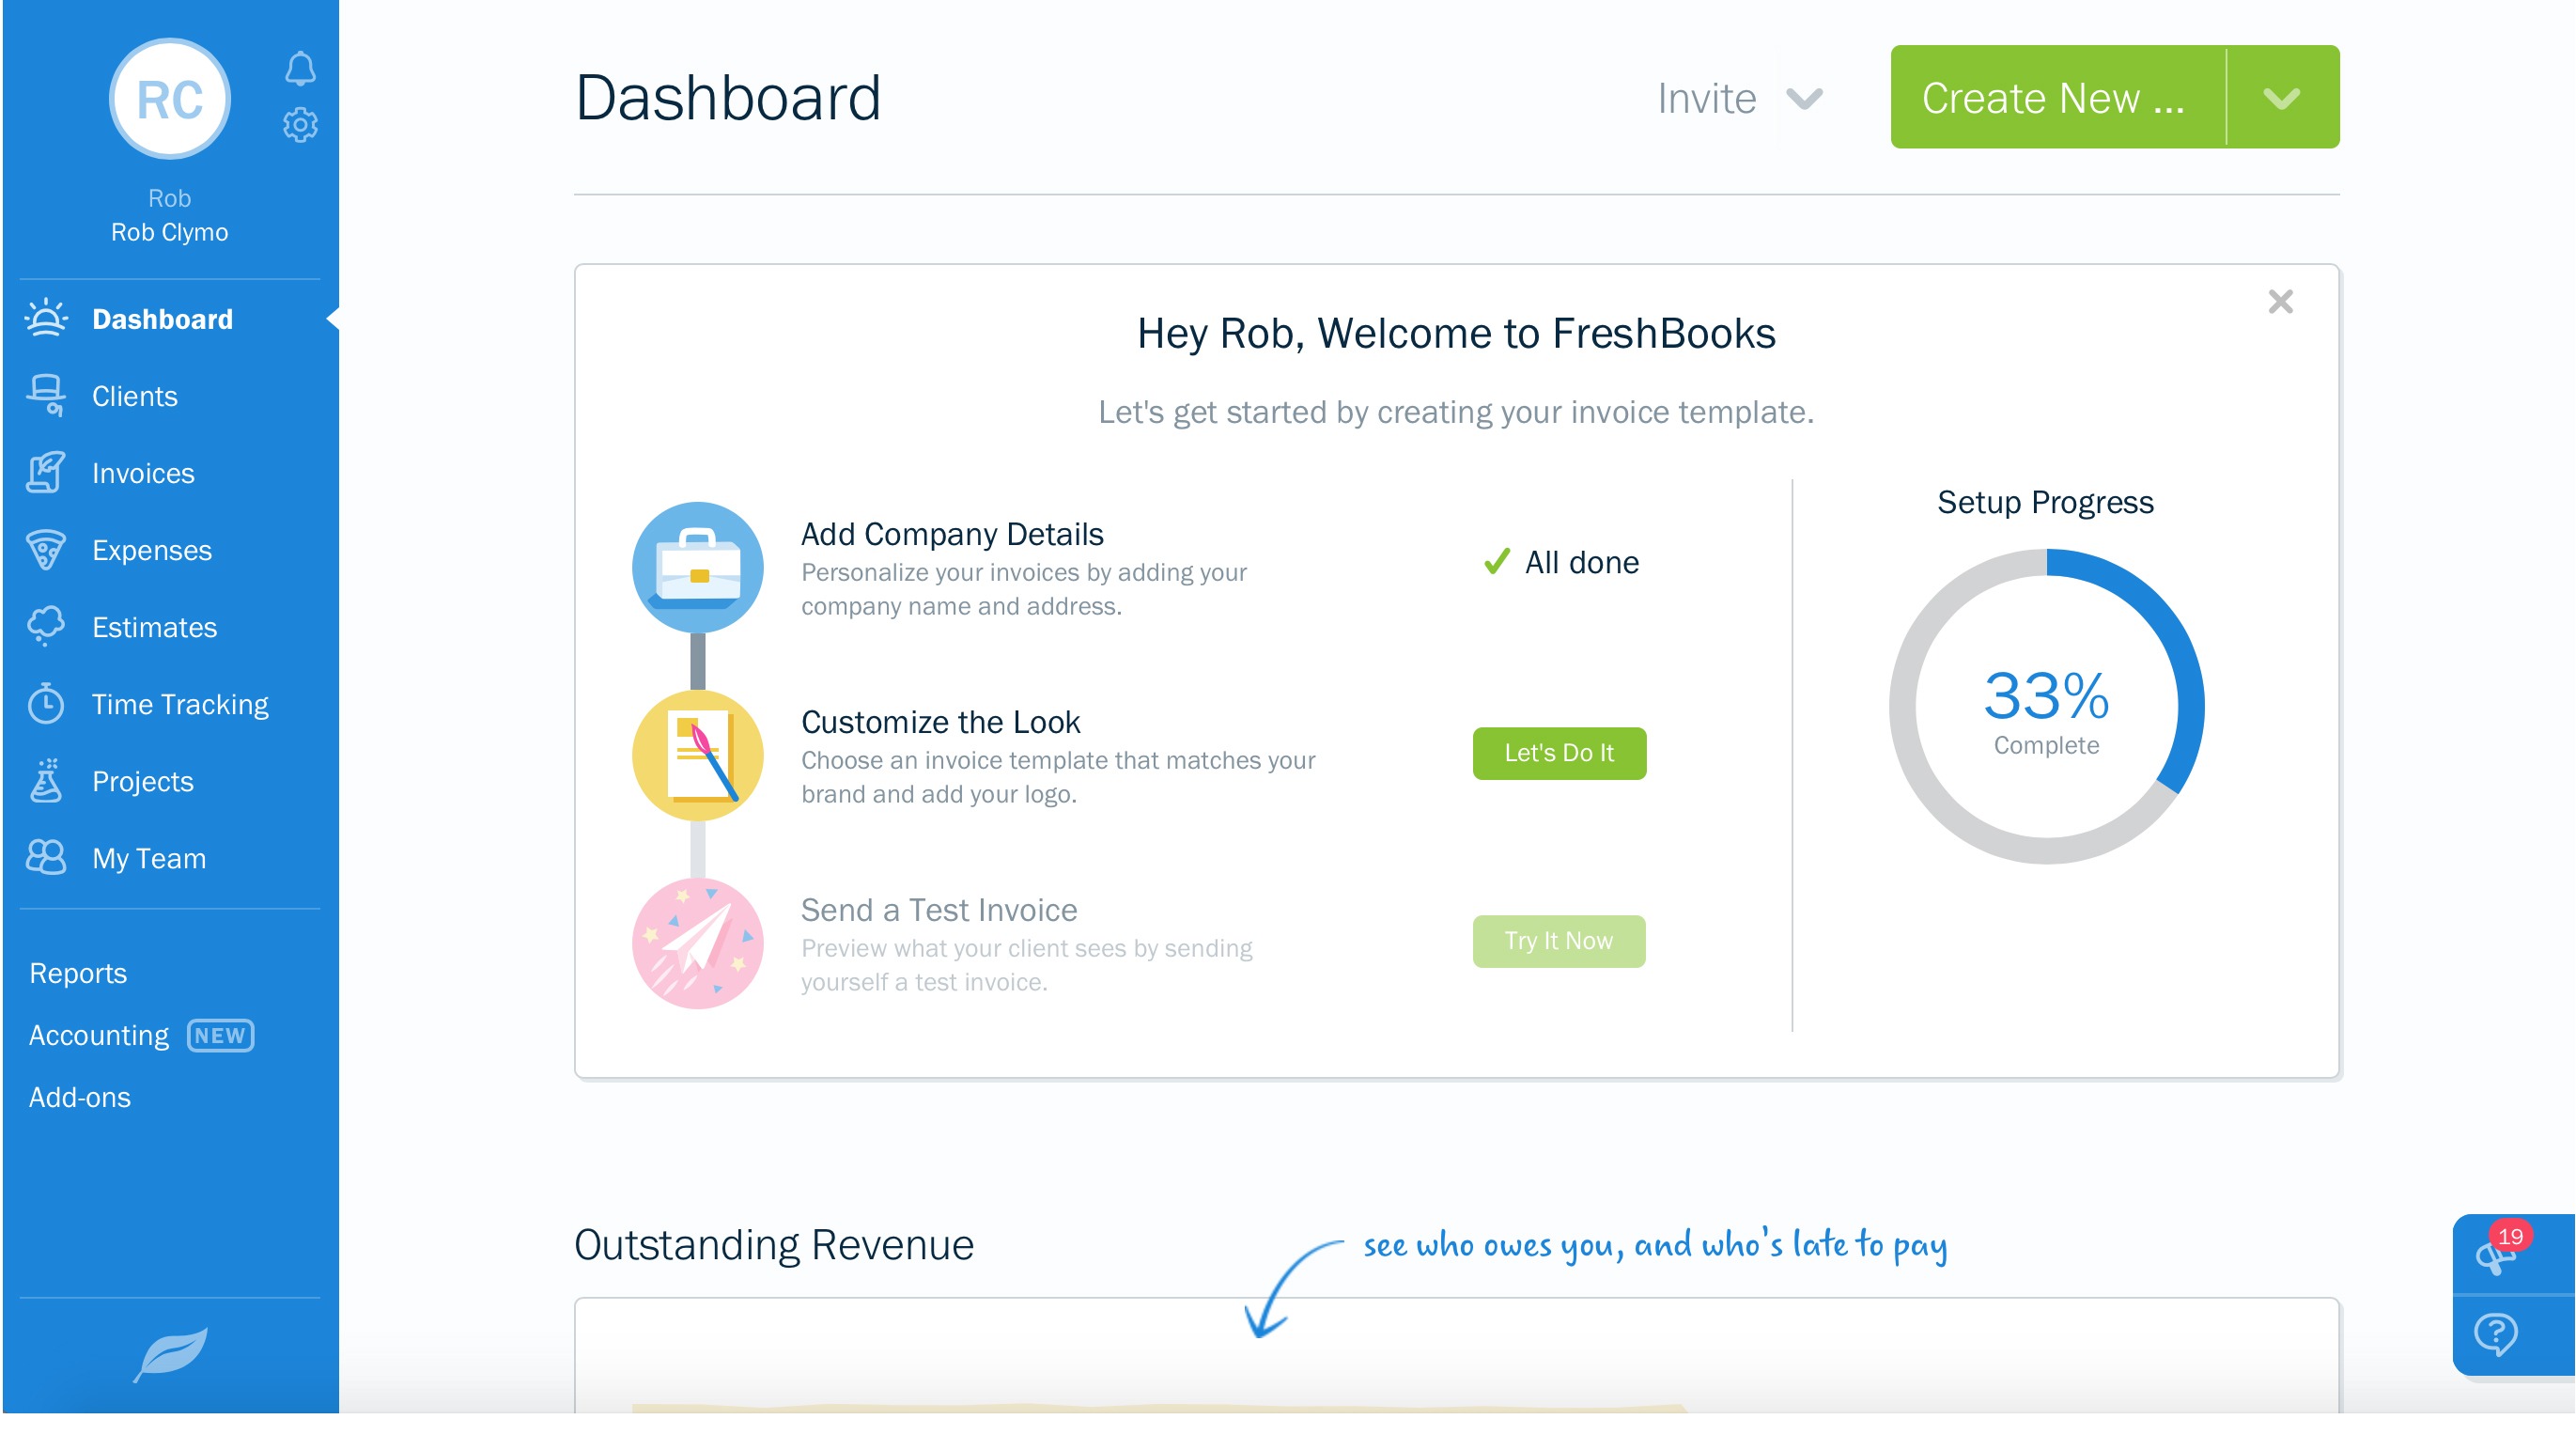 RC
Rob
Rob Clymo
Dashboard
Clients
Invoices
Expenses
Estimates
Time Tracking
Projects
My Team
Reports
Accounting NEW
Add-ons
Dashboard
Invite
Create New ...
Hey Rob, Welcome to FreshBooks
Let's get started by creating your invoice template.
Add Company Details
Personalize your invoices by adding your
company name and address.
All done
Customize the Look
Choose an invoice template that matches your
brand and add your logo.
Let's Do It
Send a Test Invoice
Preview what your client sees by sending
yourself a test invoice.
Try It Now
Setup Progress
33%
Complete
Outstanding Revenue
see who owes you, and who's late to pay
19
?